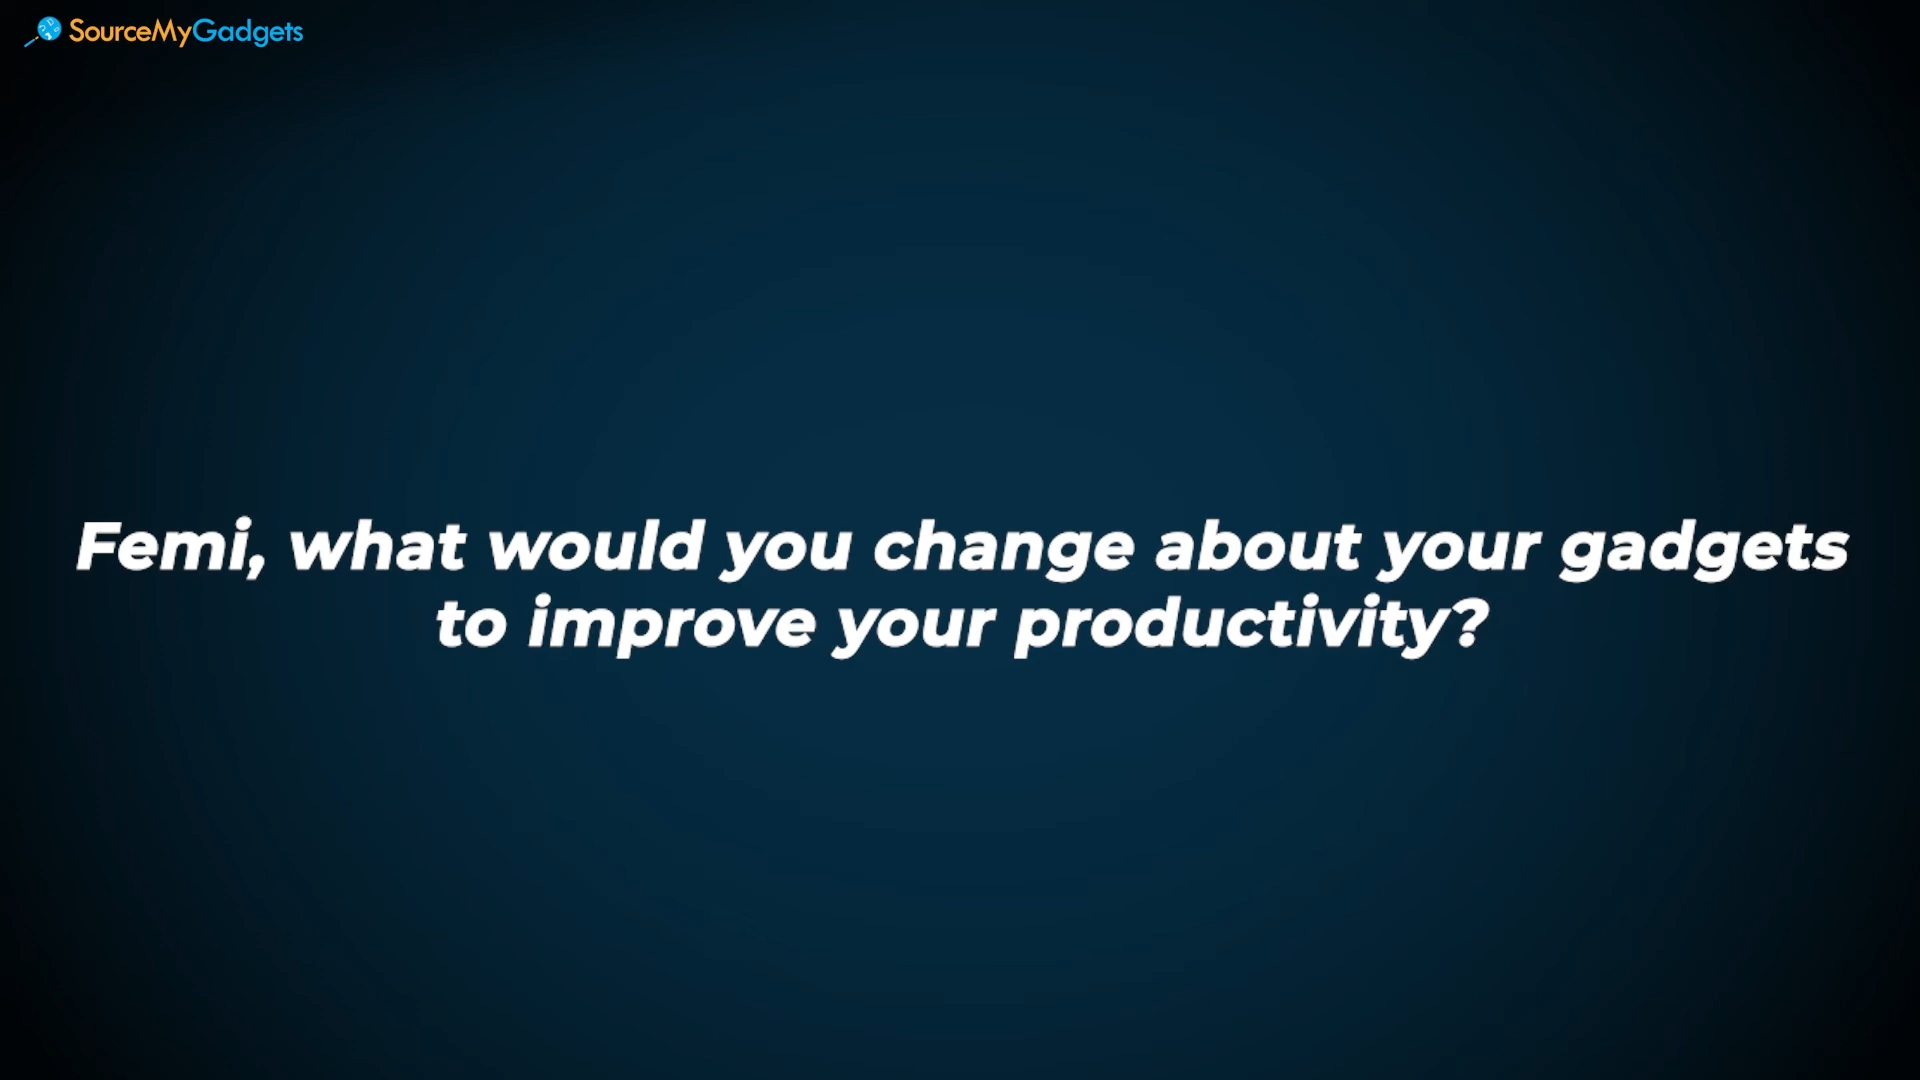 SourceMyGadgets
Femi, what would you change about your gadgets
to improve your productivity?